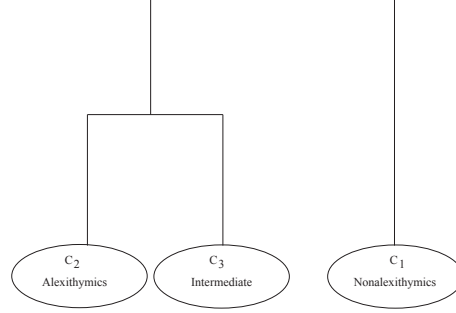 C2
Alexithymics
C3
Intermediate
C1
Nonalexithymics